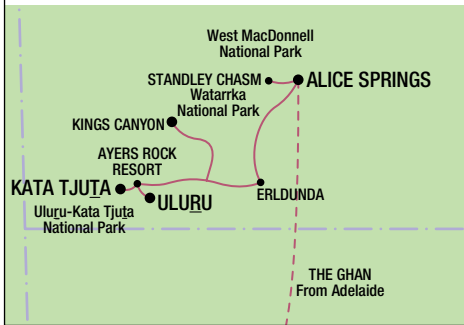 West MacDonnell
National Park
STANDLEY CHASM
ALICE SPRINGS
Watarrka
National Park
KINGS CANYON
AYERS ROCK
RESORT
KATA TJUṮA
ULURU
ERLDUNDA
Uluṟu-Kata Tjuṯa
National Park
THE GHAN
From Adelaide